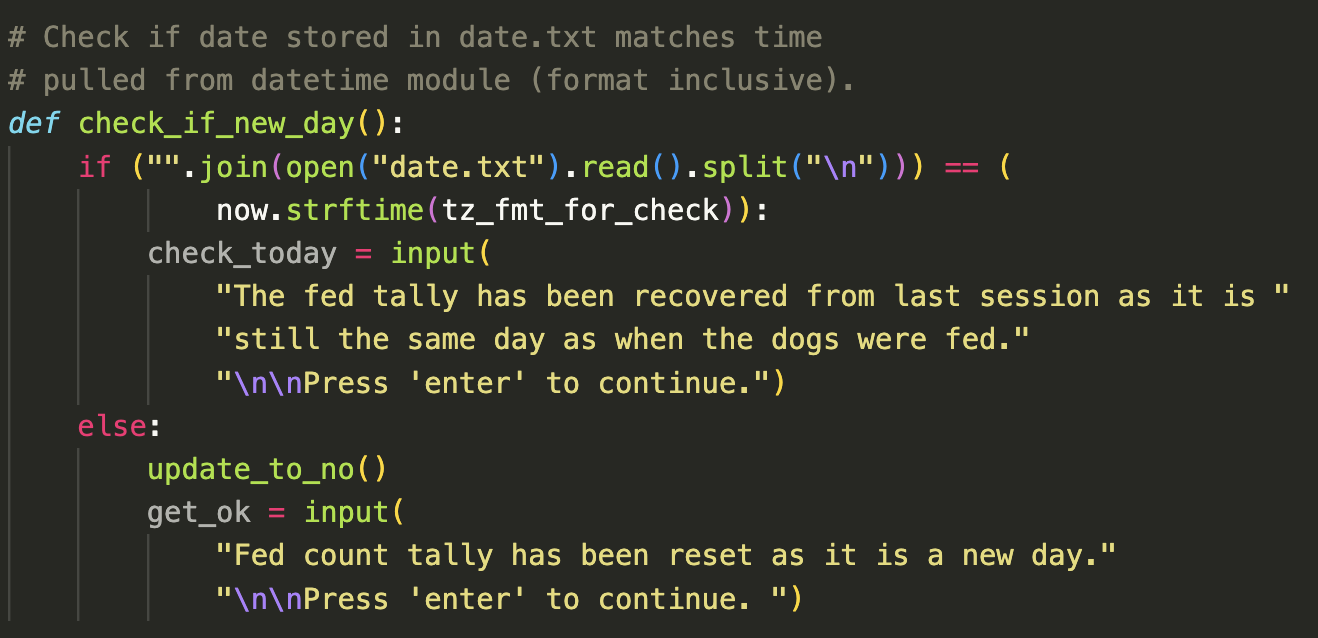 # Check if date stored in date.txt matches time
# pulled from datetime module (format inclusive).
def check_if_new_day():
    if ("".join(open("date.txt").read().split("\n"))) == (
            now.strftime(tz_fmt_for_check)):
        check_today = input(
            "The fed tally has been recovered from last session as it is "
            "still the same day as when the dogs were fed."
            "\n\nPress 'enter' to continue.")
    else:
        update_to_no()
        get_ok = input(
            "Fed count tally has been reset as it is a new day."
            "\n\nPress 'enter' to continue. ")